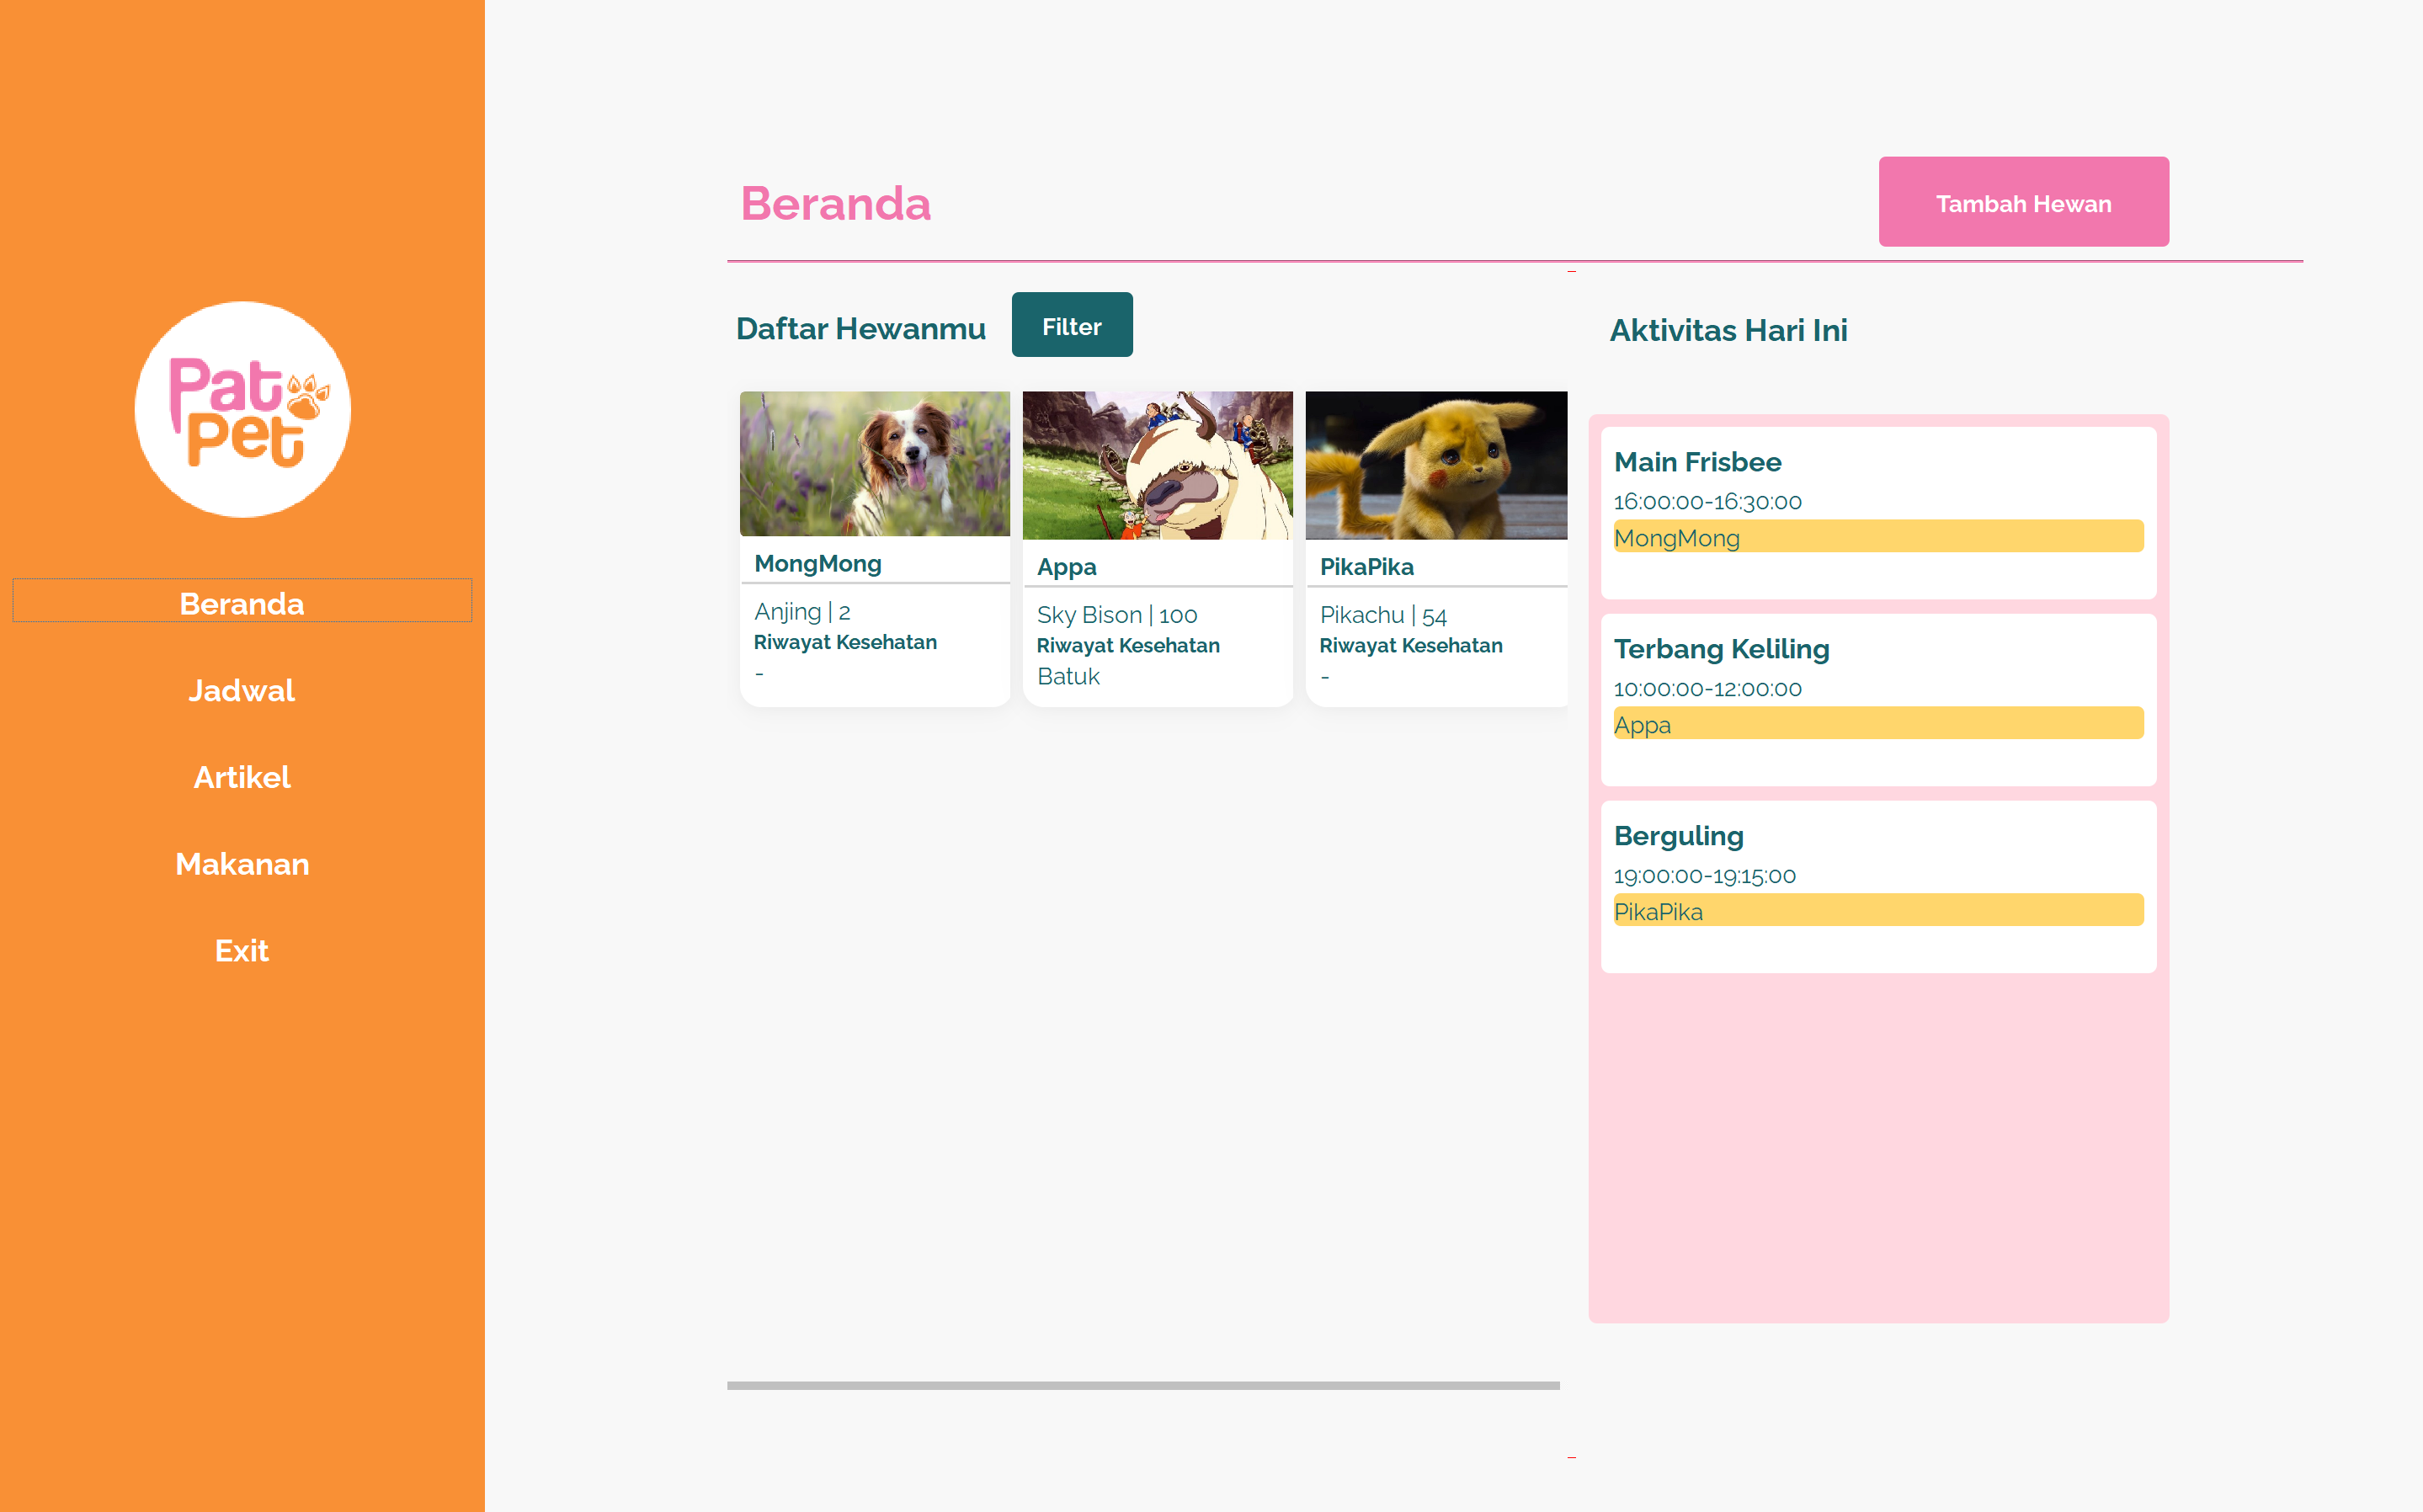 Pat
Pet
Beranda
Jadwal
Artikel
Makanan
Exit
Beranda
Tambah Hewan
Daftar Hewanmu
Filter
MongMong
Anjing | 2
Riwayat Kesehatan
-
Appa
Sky Bison | 100
Riwayat Kesehatan
Batuk
PikaPika
Pikachu | 54
Riwayat Kesehatan
-
Aktivitas Hari Ini
Main Frisbee
16:00:00-16:30:00
MongMong
Terbang Keliling
10:00:00-12:00:00
Appa
Berguling
19:00:00-19:15:00
PikaPika